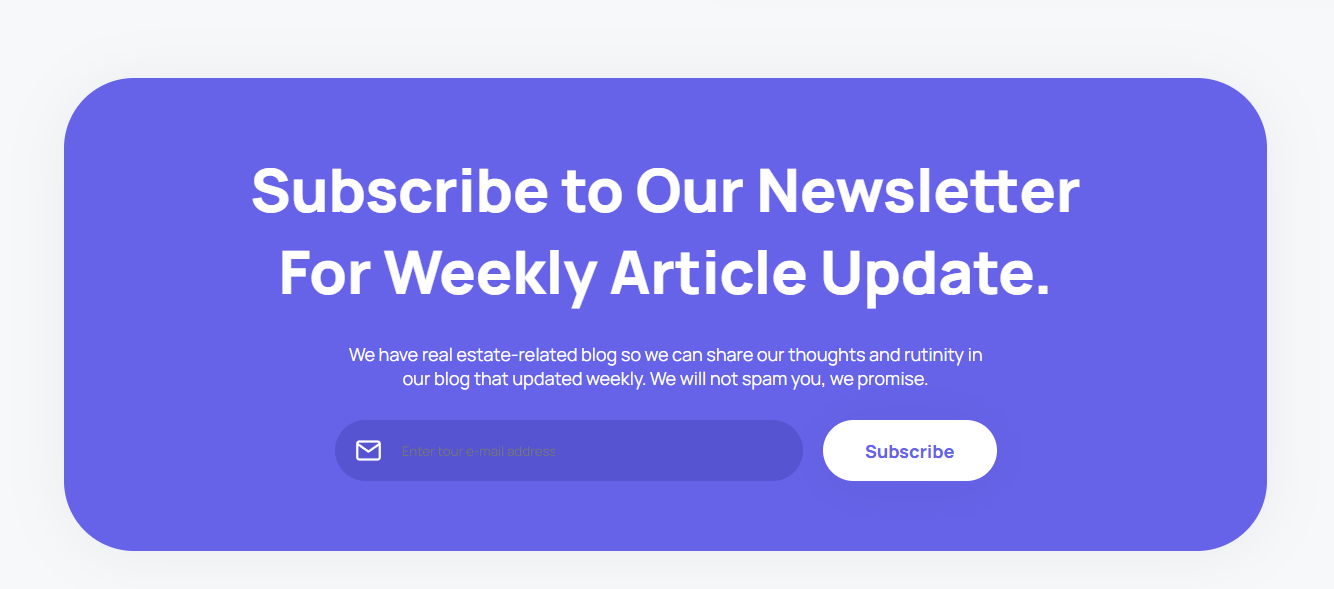 Subscribe to Our Newsletter
For Weekly Article Update.
We have real estate-related blog so we can share our thoughts and rutinity in
our blog that updated weekly. We will not spam you, we promise.
Enter tour e-mail address
Subscribe